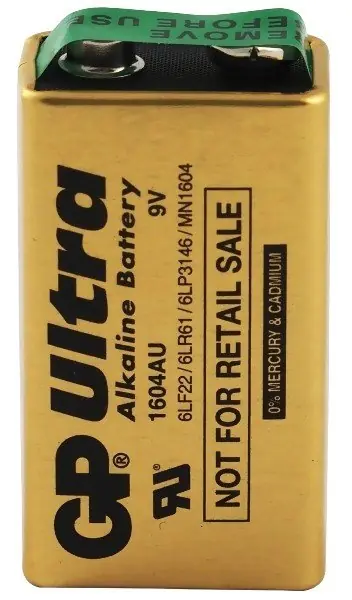 REMOVE
BEFORE USE
GP® Ultra
Alkaline Battery
1604AU 9V
6LF22/6LR61/6LP3146/MN1604
NOT FOR RETAIL SALE
0% MERCURY & CADMIUM